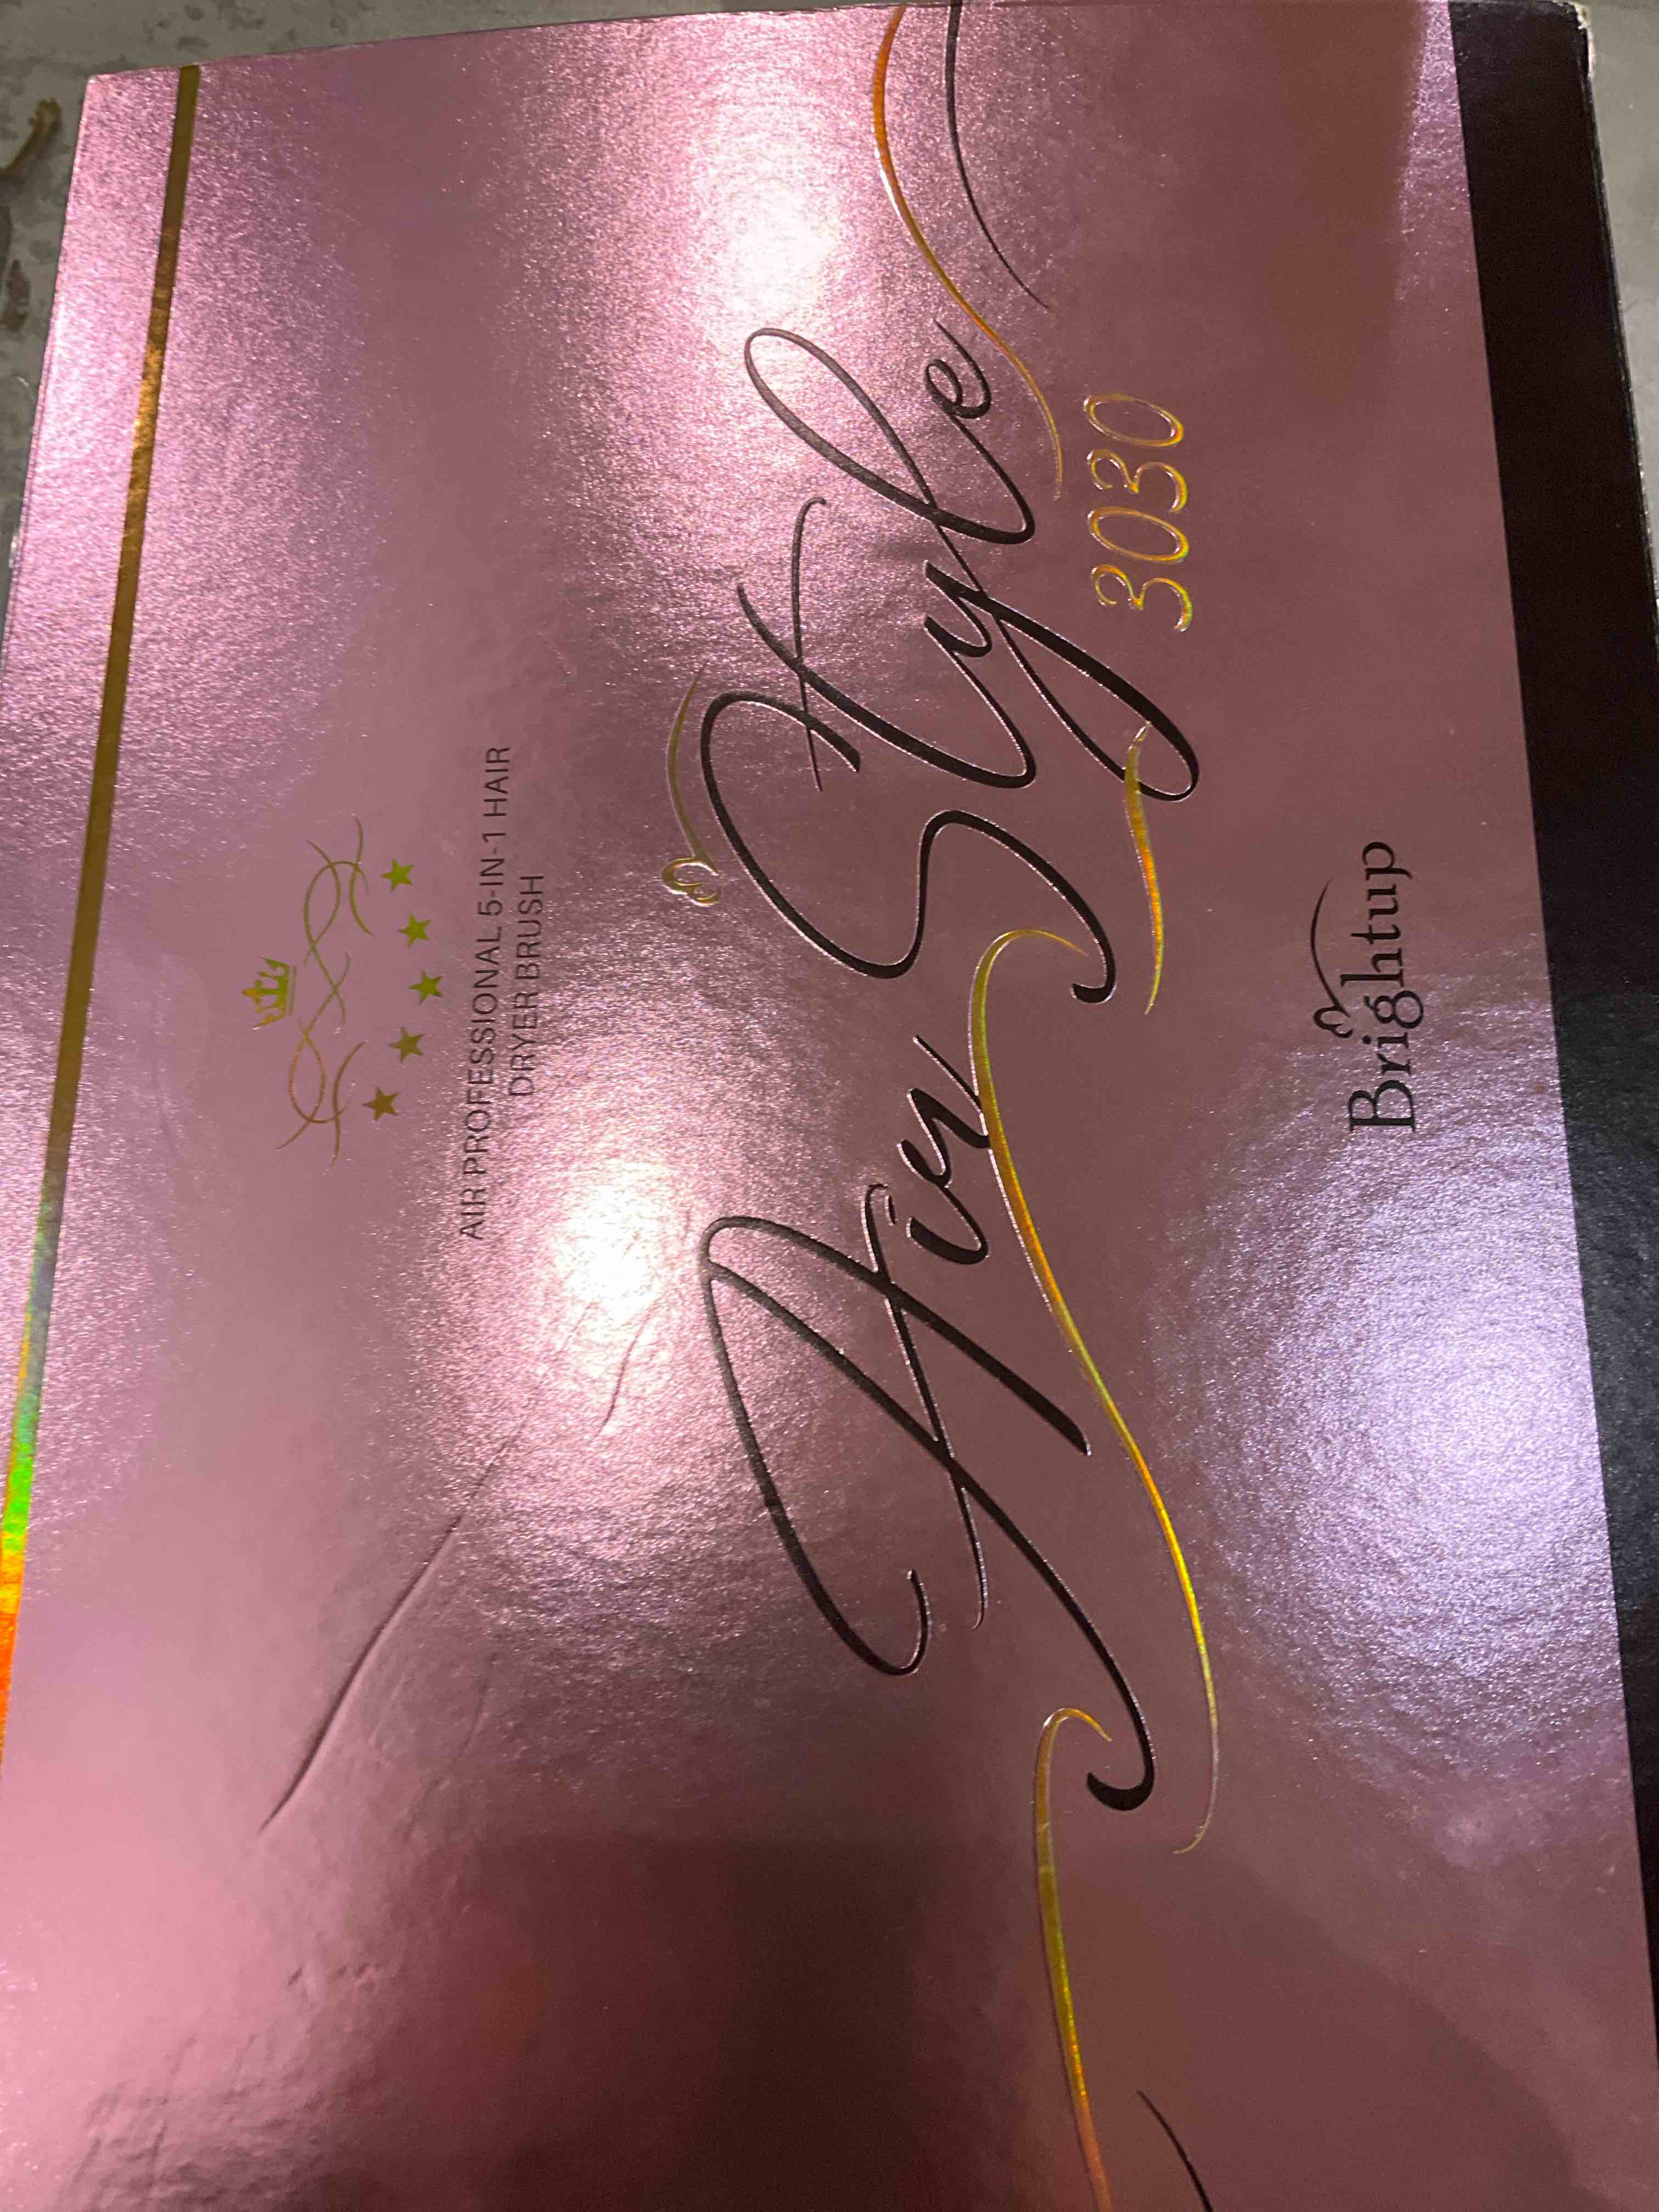 AIR PROFESSIONAL 5-IN-1 HAIR
DRYER BRUSH
Air Style
3030
Brightup